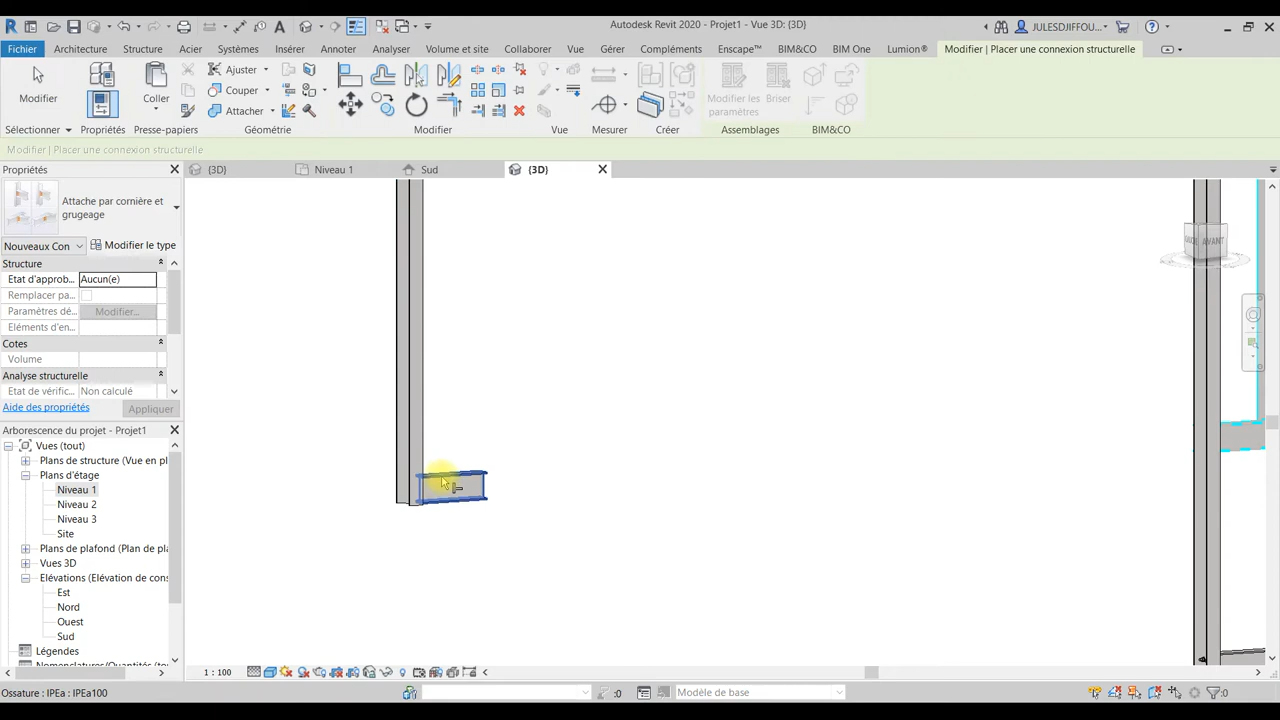 Autodesk Revit 2020 - Projet1 - Vue 3D: {3D}
JULESDJIFFOU...
Fichier Architecture Structure Acier Systèmes Insérer Annoter Analyser Volume et site Collaborer Vue Gérer Compléments Enscape™ BIM&CO BIM One Lumion® Modifier | Placer une connexion structurelle
Modifier
Coller
Ajuster
Couper
Attacher
Modifier les paramètres
Briser
Sélectionner Propriétés Presse-papiers Géométrie Modifier Vue Mesurer Créer Assemblages BIM&CO
Modifier | Placer une connexion structurelle
Propriétés
{3D} Niveau 1 Sud {3D}
Attache par cornière et
grugeage
Nouveaux Con Modifier le type
Structure
Etat d'approb... Aucun(e)
Remplacer pa...
Paramètres dé... Modifier...
Eléments d'en...
Cotes
Volume
Analyse structurelle
Etat de vérific... Non calculé
Aide des propriétés Appliquer
Arborescence du projet - Projet1
Vues (tout)
Plans de structure (Vue en pl
Plans d'étage
Niveau 1
Niveau 2
Niveau 3
Site
Plans de plafond (Plan de pla
Vues 3D
Elévations (Elévation de cons
Est
Nord
Ouest
Sud
Légendes
Nomenclatures/Quantités (tou
AVANT
1 : 100
Ossature : IPEa : IPEa100
:0
Modèle de base
:0